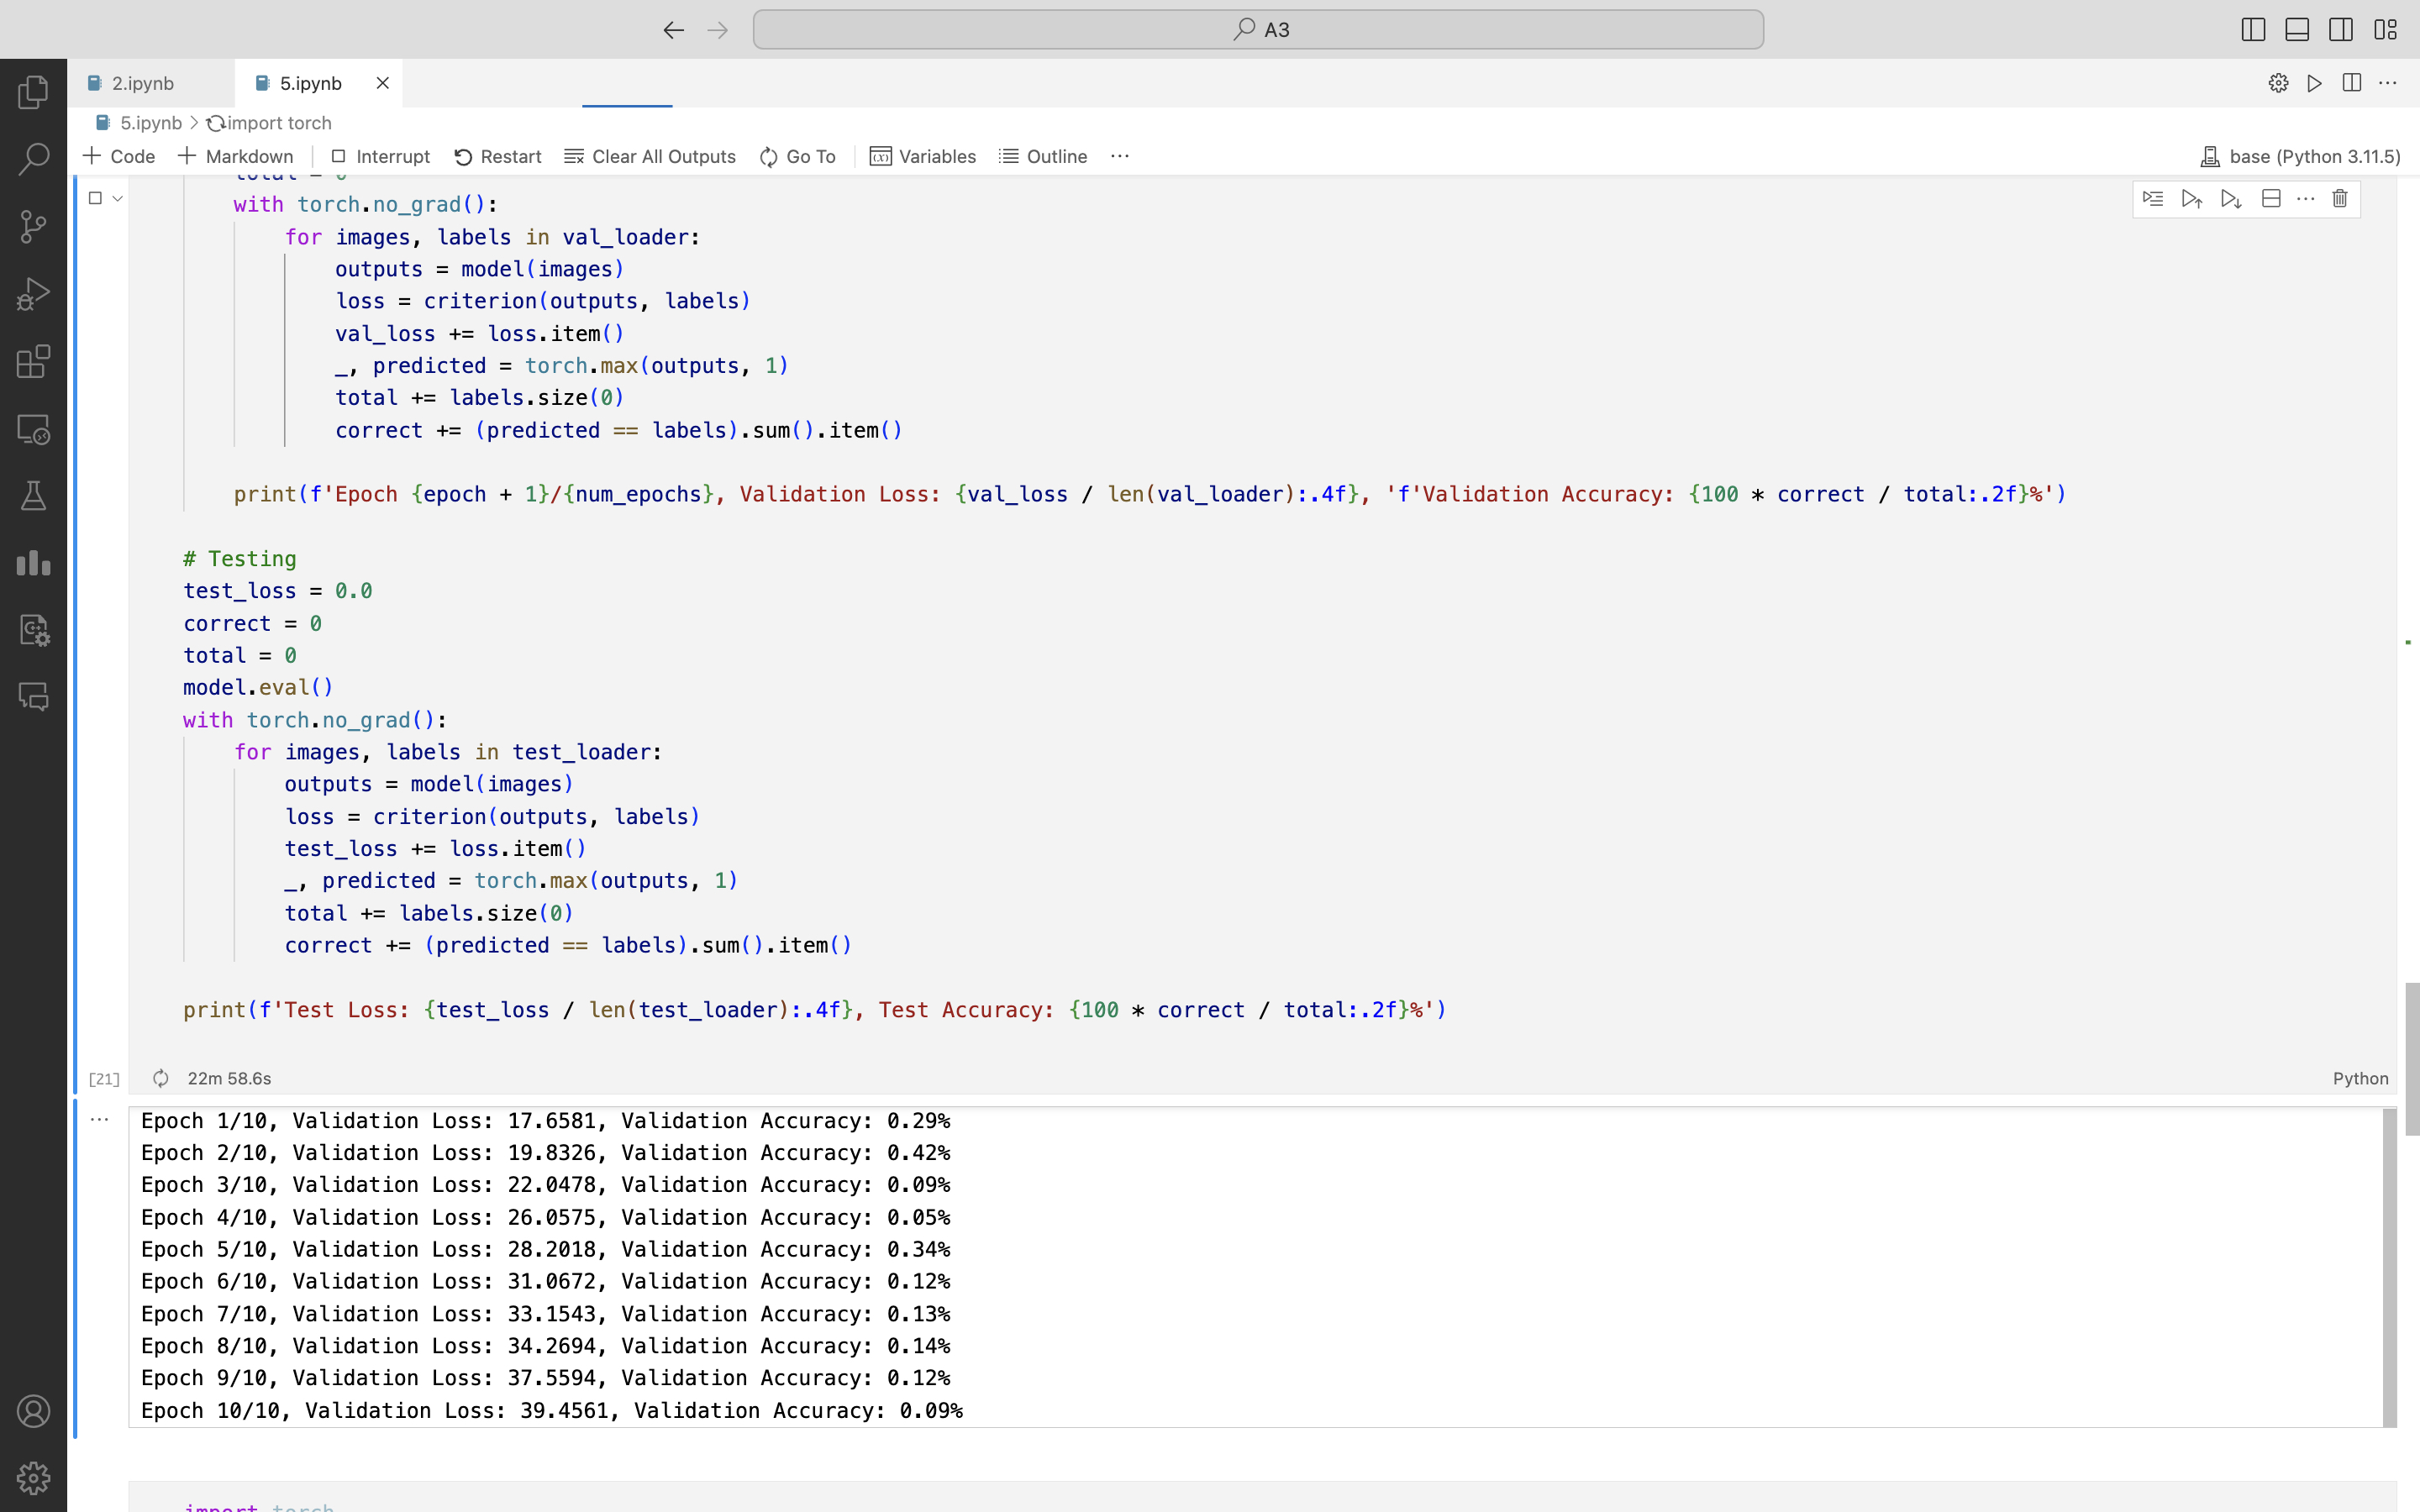 A3
2.ipynb
5.ipynb
5.ipynb > import torch
+ Code + Markdown Interrupt Restart Clear All Outputs Go To Variables Outline ...
base (Python 3.11.5)
total = 0
with torch.no_grad():
for images, labels in val_loader:
outputs = model(images)
loss = criterion(outputs, labels)
val_loss += loss.item()
_, predicted = torch.max(outputs, 1)
total += labels.size(0)
correct += (predicted == labels).sum().item()
print(f'Epoch {epoch + 1}/{num_epochs}, Validation Loss: {val_loss / len(val_loader):.4f}, 'f'Validation Accuracy: {100 * correct / total:.2f}%')
# Testing
test_loss = 0.0
correct = 0
total = 0
model.eval()
with torch.no_grad():
for images, labels in test_loader:
outputs = model(images)
loss = criterion(outputs, labels)
test_loss += loss.item()
_, predicted = torch.max(outputs, 1)
total += labels.size(0)
correct += (predicted == labels).sum().item()
print(f'Test Loss: {test_loss / len(test_loader):.4f}, Test Accuracy: {100 * correct / total:.2f}%')
[21] 22m 58.6s
Python
Epoch 1/10, Validation Loss: 17.6581, Validation Accuracy: 0.29%
Epoch 2/10, Validation Loss: 19.8326, Validation Accuracy: 0.42%
Epoch 3/10, Validation Loss: 22.0478, Validation Accuracy: 0.09%
Epoch 4/10, Validation Loss: 26.0575, Validation Accuracy: 0.05%
Epoch 5/10, Validation Loss: 28.2018, Validation Accuracy: 0.34%
Epoch 6/10, Validation Loss: 31.0672, Validation Accuracy: 0.12%
Epoch 7/10, Validation Loss: 33.1543, Validation Accuracy: 0.13%
Epoch 8/10, Validation Loss: 34.2694, Validation Accuracy: 0.14%
Epoch 9/10, Validation Loss: 37.5594, Validation Accuracy: 0.12%
Epoch 10/10, Validation Loss: 39.4561, Validation Accuracy: 0.09%
import torch